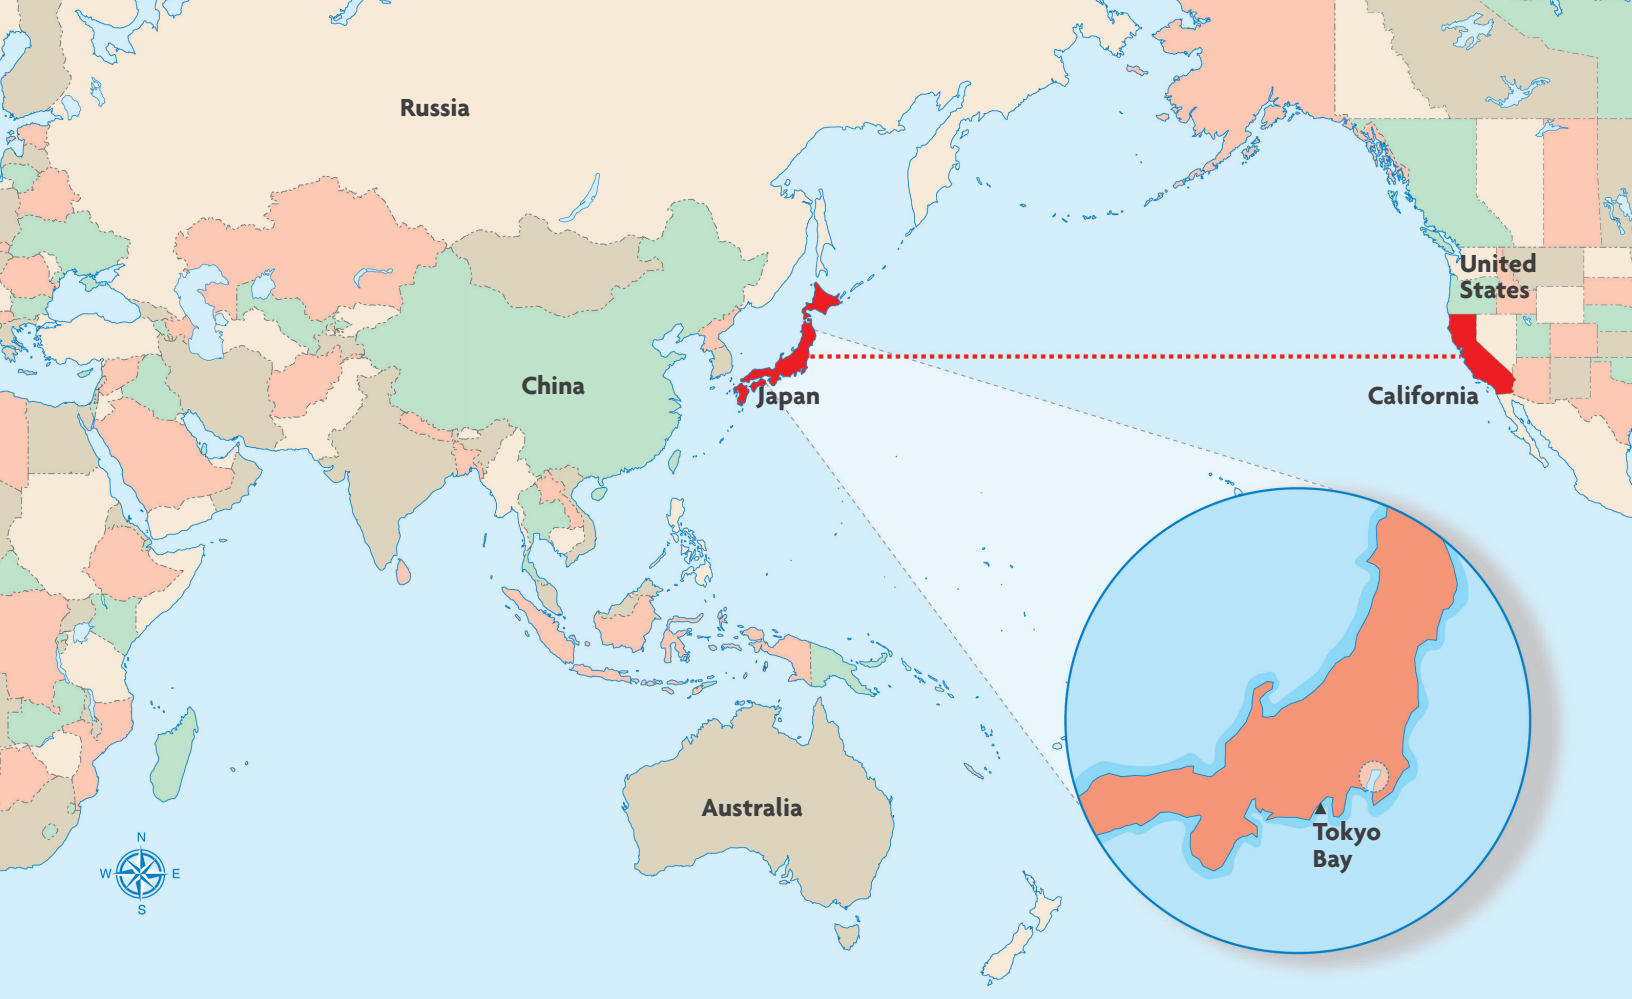 Russia
United
States
China
Japan
California
Australia
Tokyo
Bay
N
W
E
S